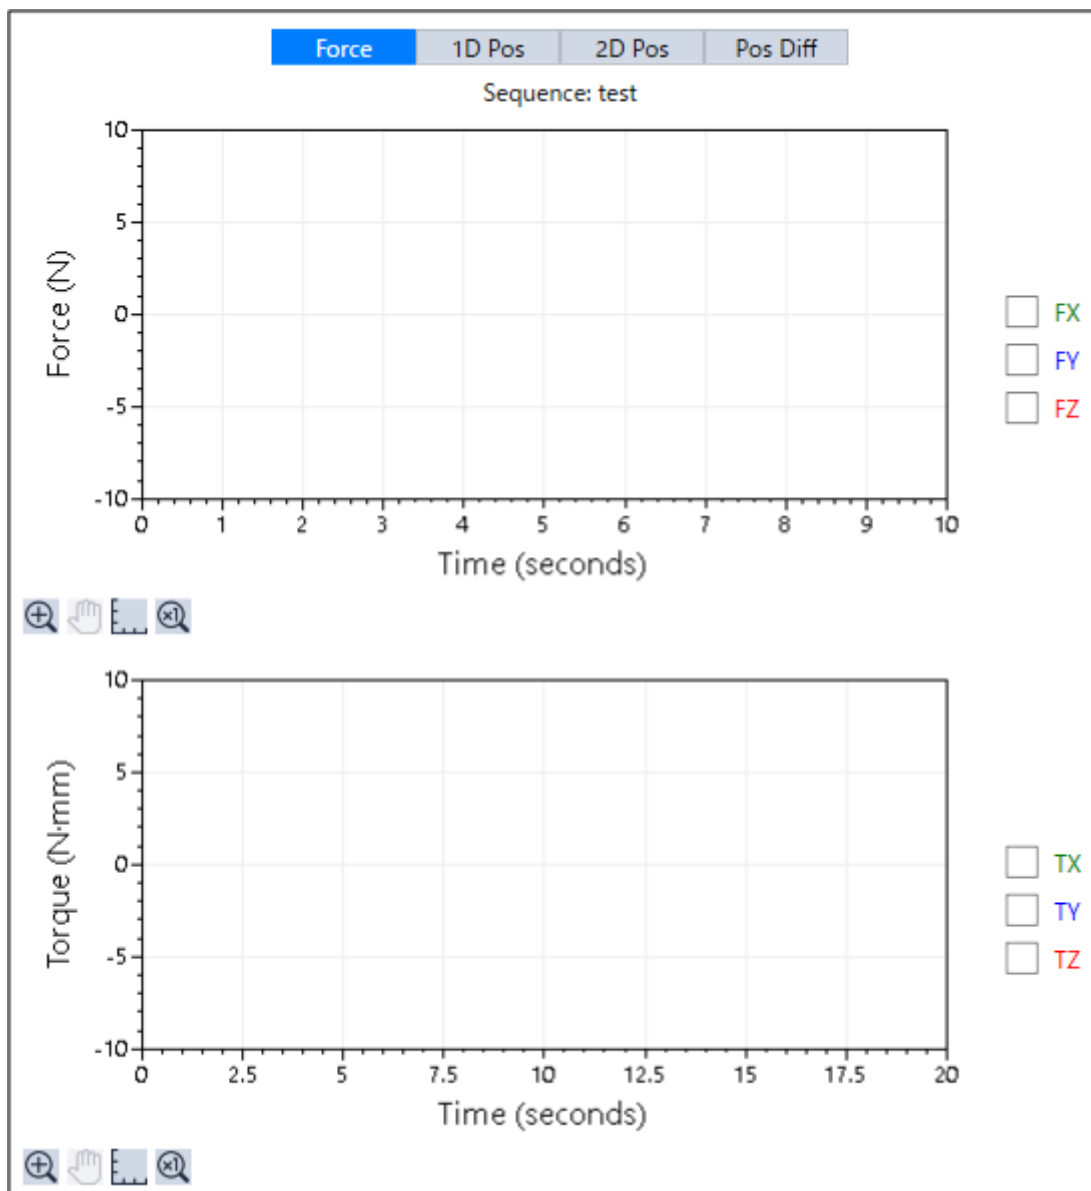 Force 1D Pos 2D Pos Pos Diff
Sequence: test
10
5
0
-5
-10
Force (N)
0 1 2 3 4 5 6 7 8 9 10
Time (seconds)
FX
FY
FZ
×1
10
5
0
-5
-10
Torque (N·mm)
0 2.5 5 7.5 10 12.5 15 17.5 20
Time (seconds)
TX
TY
TZ
×1